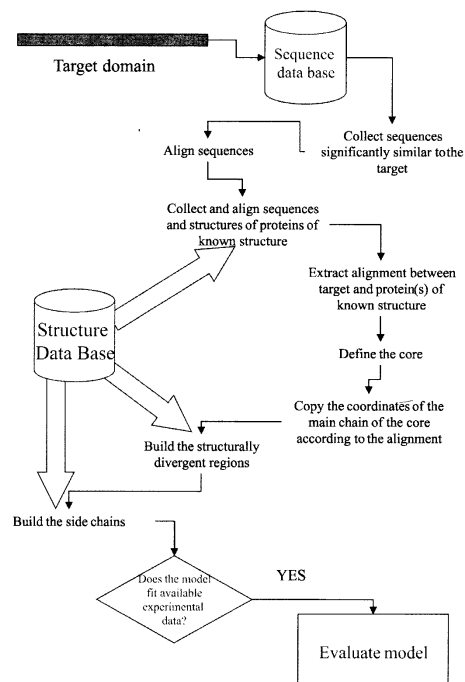 Target domain
Sequence
data base
Collect sequences
significantly similar to the
target
Align sequences
Collect and align sequences
and structures of proteins of
known structure
Extract alignment between
target and protein(s) of
known structure
Structure
Data Base
Define the core
Copy the coordinates of the
main chain of the core
according to the alignment
Build the structurally
divergent regions
Build the side chains
Does the model
fit available
experimental
data?
YES
Evaluate model